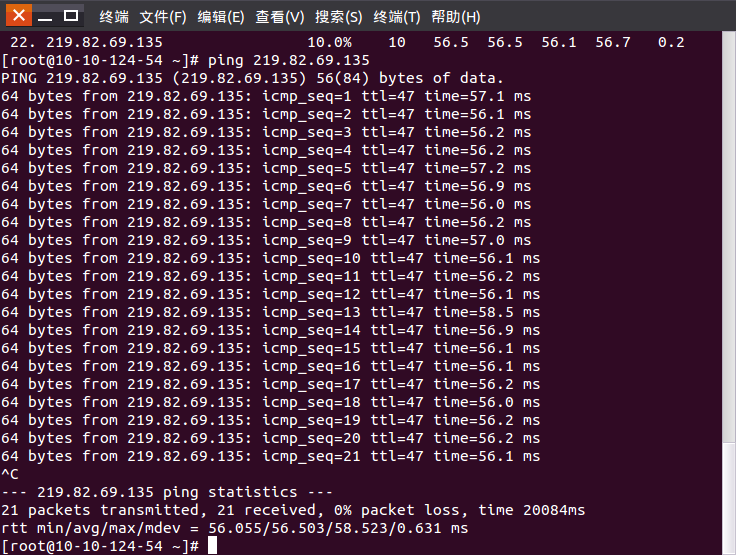 终端 文件(F) 编辑(E) 查看(V) 搜索(S) 终端(T) 帮助(H)
22. 219.82.69.135 10.0% 10 56.5 56.5 56.1 56.7 0.2
[root@10-10-124-54 ~]# ping 219.82.69.135
PING 219.82.69.135 (219.82.69.135) 56(84) bytes of data.
64 bytes from 219.82.69.135: icmp_seq=1 ttl=47 time=57.1 ms
64 bytes from 219.82.69.135: icmp_seq=2 ttl=47 time=56.1 ms
64 bytes from 219.82.69.135: icmp_seq=3 ttl=47 time=56.2 ms
64 bytes from 219.82.69.135: icmp_seq=4 ttl=47 time=56.2 ms
64 bytes from 219.82.69.135: icmp_seq=5 ttl=47 time=57.2 ms
64 bytes from 219.82.69.135: icmp_seq=6 ttl=47 time=56.9 ms
64 bytes from 219.82.69.135: icmp_seq=7 ttl=47 time=56.0 ms
64 bytes from 219.82.69.135: icmp_seq=8 ttl=47 time=56.2 ms
64 bytes from 219.82.69.135: icmp_seq=9 ttl=47 time=57.0 ms
64 bytes from 219.82.69.135: icmp_seq=10 ttl=47 time=56.1 ms
64 bytes from 219.82.69.135: icmp_seq=11 ttl=47 time=56.2 ms
64 bytes from 219.82.69.135: icmp_seq=12 ttl=47 time=56.1 ms
64 bytes from 219.82.69.135: icmp_seq=13 ttl=47 time=58.5 ms
64 bytes from 219.82.69.135: icmp_seq=14 ttl=47 time=56.9 ms
64 bytes from 219.82.69.135: icmp_seq=15 ttl=47 time=56.1 ms
64 bytes from 219.82.69.135: icmp_seq=16 ttl=47 time=56.1 ms
64 bytes from 219.82.69.135: icmp_seq=17 ttl=47 time=56.2 ms
64 bytes from 219.82.69.135: icmp_seq=18 ttl=47 time=56.0 ms
64 bytes from 219.82.69.135: icmp_seq=19 ttl=47 time=56.2 ms
64 bytes from 219.82.69.135: icmp_seq=20 ttl=47 time=56.2 ms
64 bytes from 219.82.69.135: icmp_seq=21 ttl=47 time=56.1 ms
^C
--- 219.82.69.135 ping statistics ---
21 packets transmitted, 21 received, 0% packet loss, time 20084ms
rtt min/avg/max/mdev = 56.055/56.503/58.523/0.631 ms
[root@10-10-124-54 ~]#